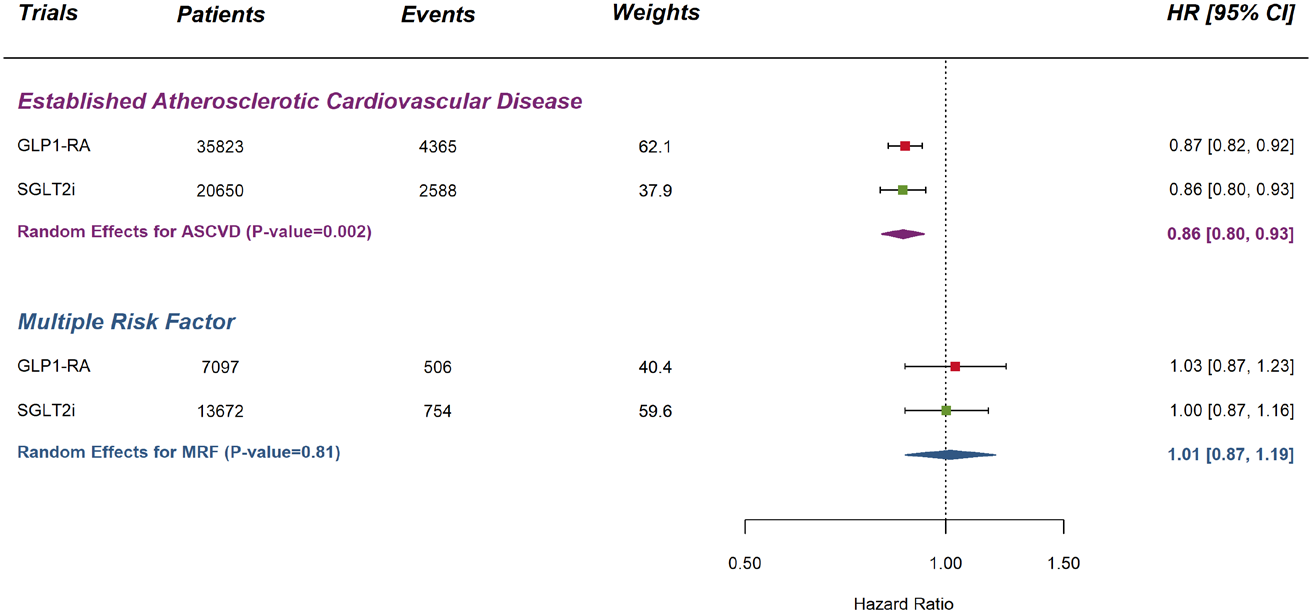 Trials Patients Events Weights HR [95% CI]
Established Atherosclerotic Cardiovascular Disease
GLP1-RA 35823 4365 62.1 0.87 [0.82, 0.92]
SGLT2i 20650 2588 37.9 0.86 [0.80, 0.93]
Random Effects for ASCVD (P-value=0.002) 0.86 [0.80, 0.93]
Multiple Risk Factor
GLP1-RA 7097 506 40.4 1.03 [0.87, 1.23]
SGLT2i 13672 754 59.6 1.00 [0.87, 1.16]
Random Effects for MRF (P-value=0.81) 1.01 [0.87, 1.19]
0.50 1.00 1.50
Hazard Ratio